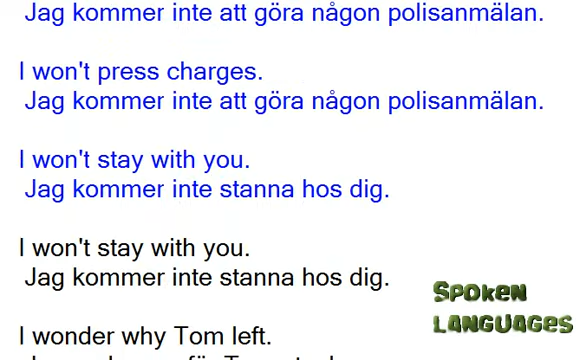 Jag kommer inte att göra någon polisanmälan.
I won't press charges.
Jag kommer inte att göra någon polisanmälan.
I won't stay with you.
Jag kommer inte stanna hos dig.
I won't stay with you.
Jag kommer inte stanna hos dig.
Spoken
Languages
I wonder why Tom left.